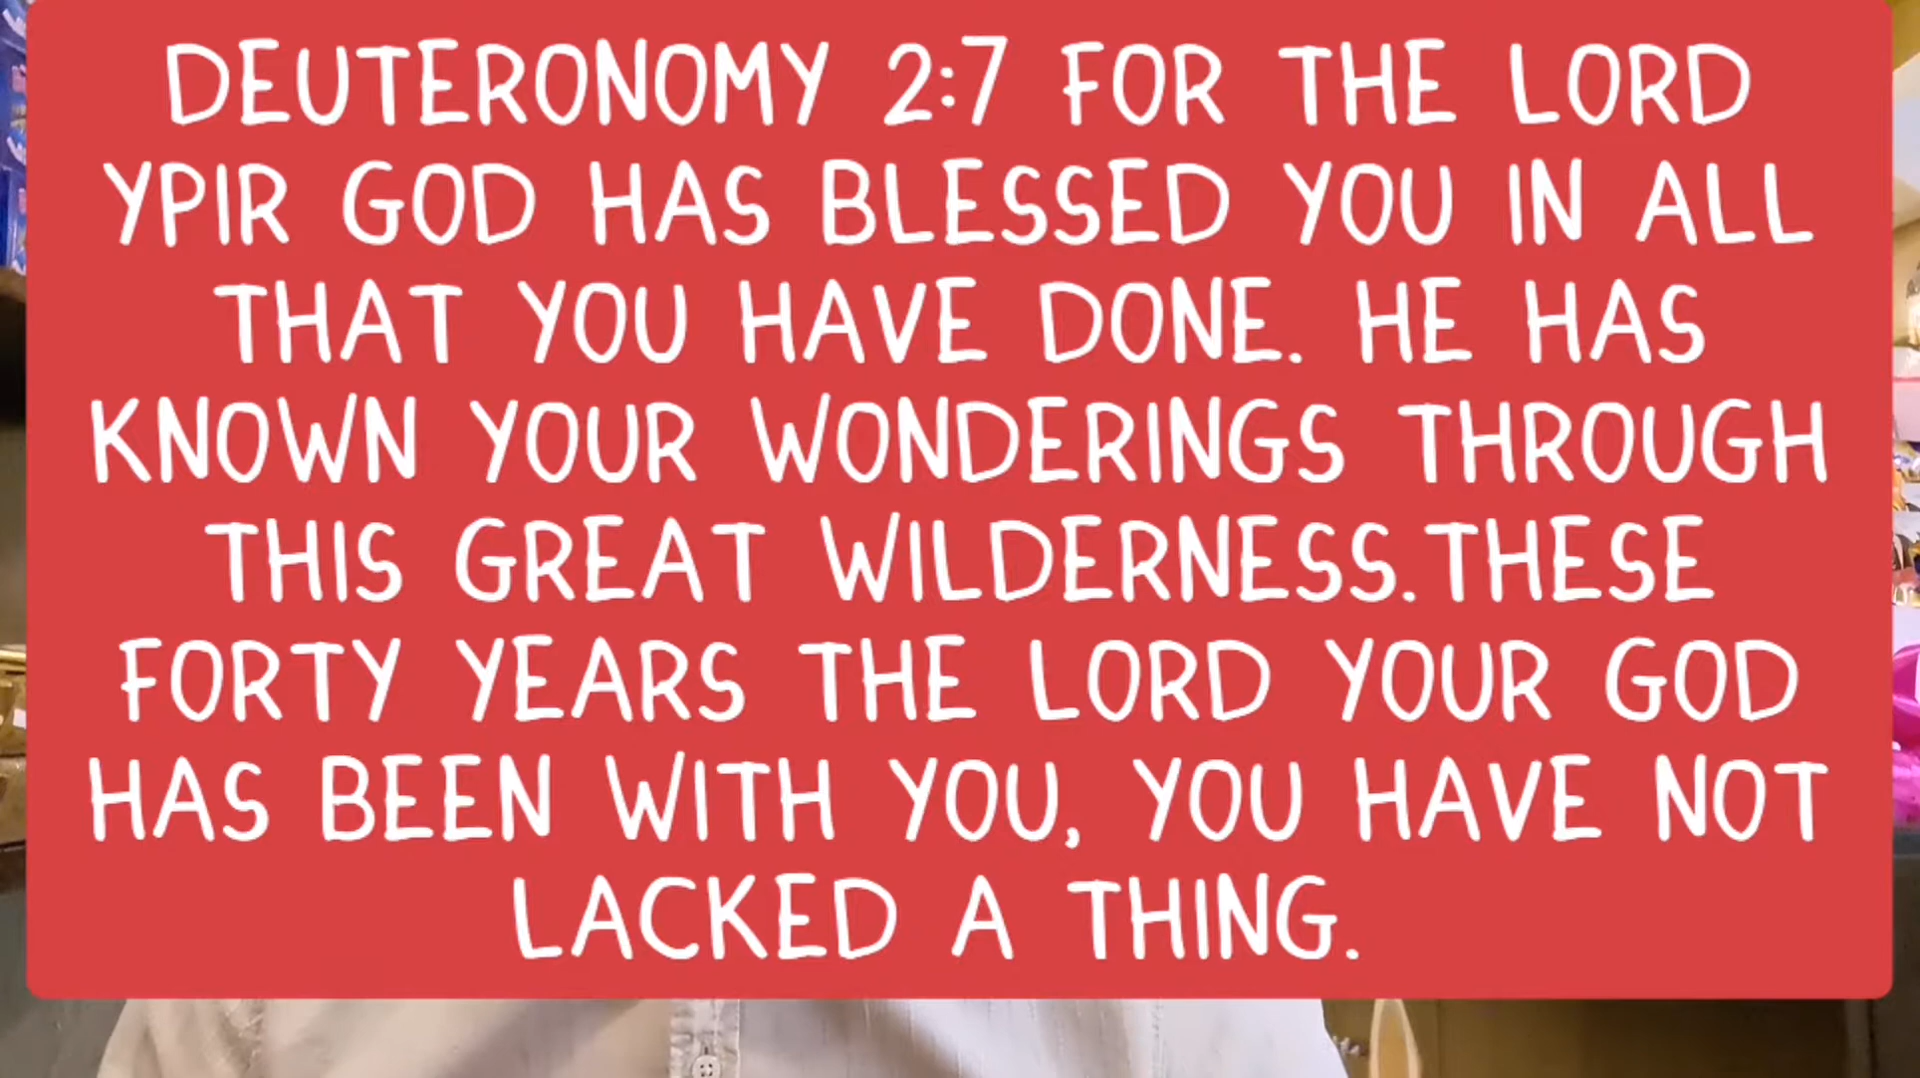 DEUTERONOMY 2:7 FOR THE LORD
YPIR GOD HAS BLESSED YOU IN ALL
THAT YOU HAVE DONE. HE HAS
KNOWN YOUR WONDERINGS THROUGH
THIS GREAT WILDERNESS.THESE
FORTY YEARS THE LORD YOUR GOD
HAS BEEN WITH YOU, YOU HAVE NOT
LACKED A THING.